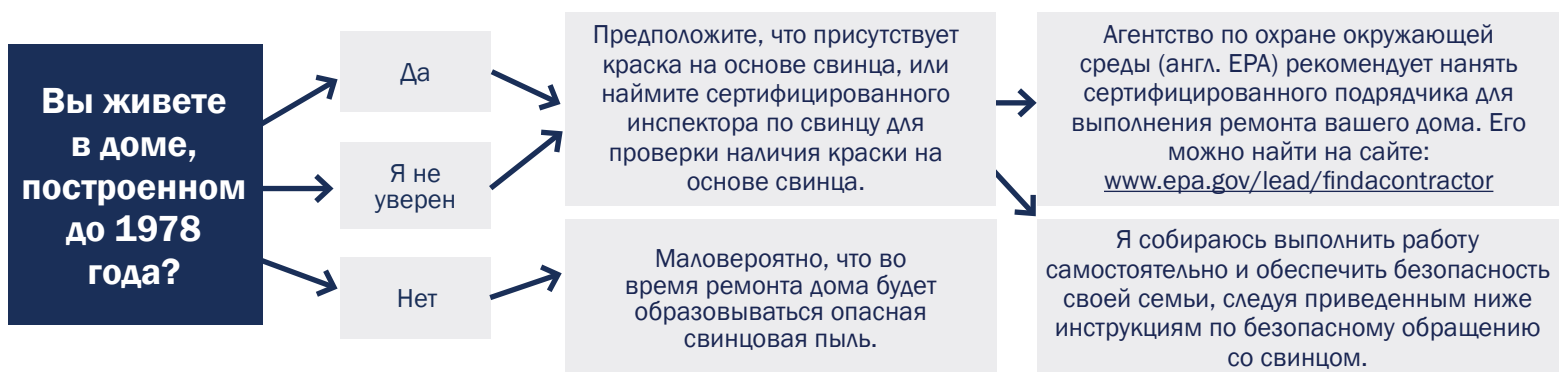 Вы живете
в доме,
построенном
до 1978
года?
Да
Я не
уверен
Нет
Предположите, что присутствует
краска на основе свинца, или
наймите сертифицированного
инспектора по свинцу для
проверки наличия краски на
основе свинца.
Маловероятно, что во
время ремонта дома будет
образовываться опасная
свинцовая пыль.
Агентство по охране окружающей
среды (англ. EPA) рекомендует нанять
сертифицированного подрядчика для
выполнения ремонта вашего дома. Его
можно найти на сайте:
www.epa.gov/lead/findacontractor
Я собираюсь выполнить работу
самостоятельно и обеспечить безопасность
своей семьи, следуя приведенным ниже
инструкциям по безопасному обращению
со свинцом.